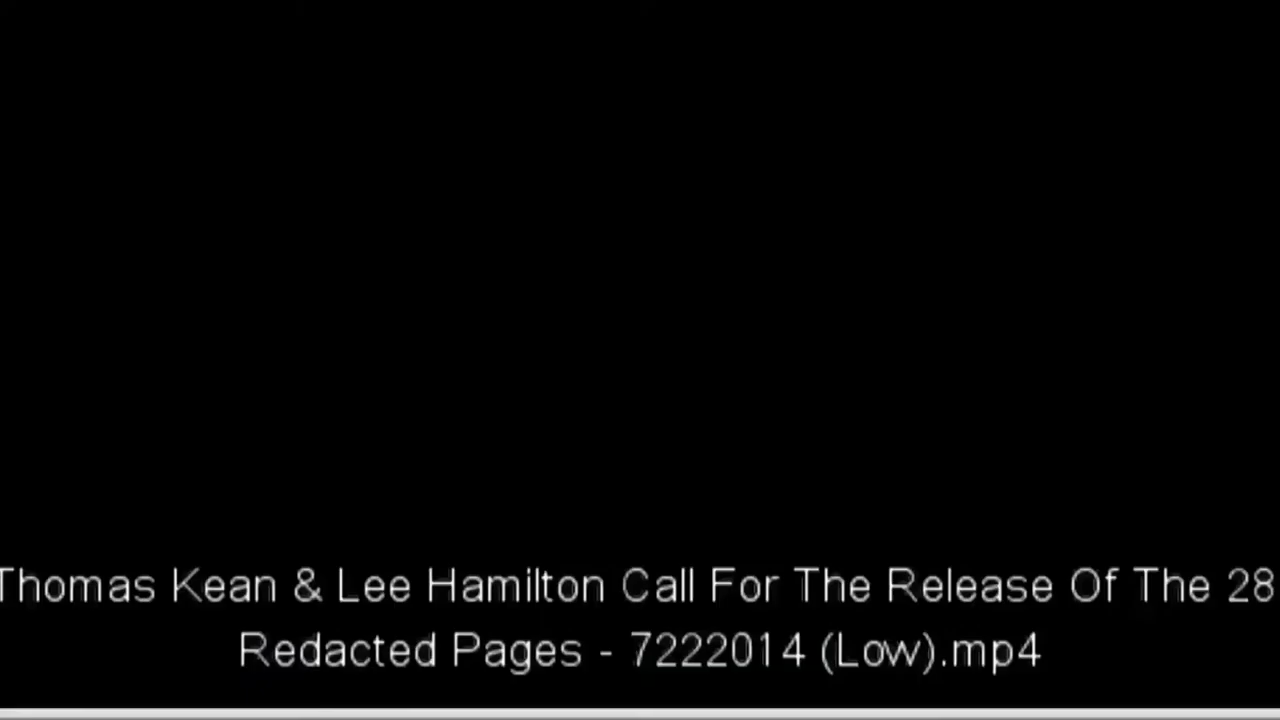 Thomas Kean & Lee Hamilton Call For The Release Of The 28
Redacted Pages - 7222014 (Low).mp4